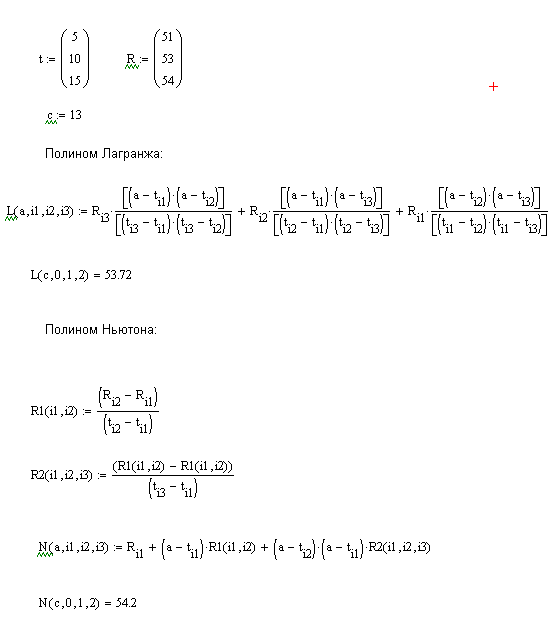 t := (5 10 15) R := (51 53 54)
c := 13
Полином Лагранжа:
L(a,i1,i2,i3) := R_i3·[(a − t_i1)·(a − t_i2)]/[(t_i3 − t_i1)·(t_i3 − t_i2)] + R_i2·[(a − t_i1)·(a − t_i3)]/[(t_i2 − t_i1)·(t_i2 − t_i3)] + R_i1·[(a − t_i2)·(a − t_i3)]/[(t_i1 − t_i2)·(t_i1 − t_i3)]
L(c,0,1,2) = 53.72
Полином Ньютона:
R1(i1,i2) := (R_i2 − R_i1)/(t_i2 − t_i1)
R2(i1,i2,i3) := (R1(i1,i2) − R1(i1,i2))/(t_i3 − t_i1)
N(a,i1,i2,i3) := R_i1 + (a − t_i1)·R1(i1,i2) + (a − t_i2)·(a − t_i1)·R2(i1,i2,i3)
N(c,0,1,2) = 54.2